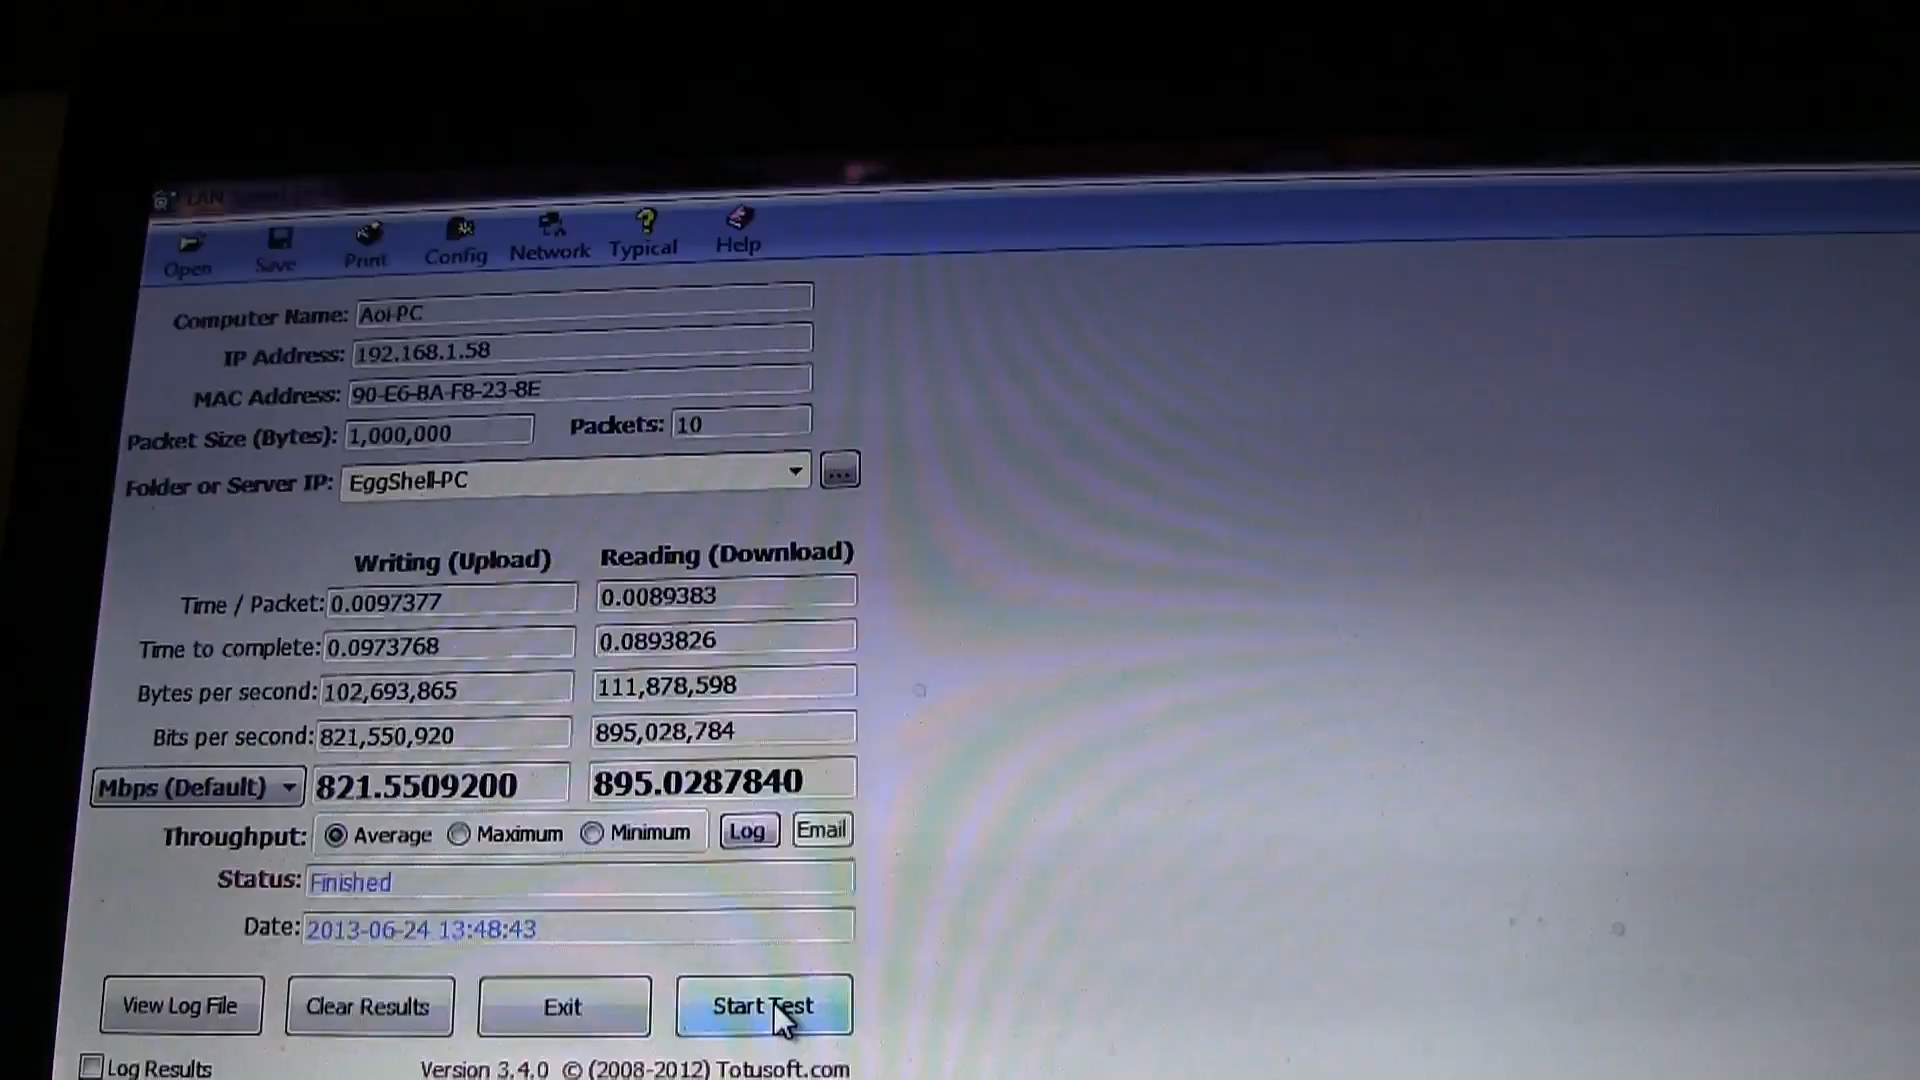 LAN
Open Save Print Config Network Typical Help
Computer Name: Aoi-PC
IP Address: 192.168.1.58
MAC Address: 90-E6-BA-F8-23-8E
Packet Size (Bytes): 1,000,000 Packets: 10
Folder or Server IP: EggShell-PC ...
Writing (Upload) Reading (Download)
Time / Packet: 0.0097377 0.0089383
Time to complete: 0.0973768 0.0893826
Bytes per second: 102,693,865 111,878,598
Bits per second: 821,550,920 895,028,784
Mbps (Default) 821.5509200 895.0287840
Throughput: Average Maximum Minimum Log Email
Status: Finished
Date: 2013-06-24 13:48:43
View Log File Clear Results Exit Start Test
Log Results Version 3.4.0 © (2008-2012) Totusoft.com